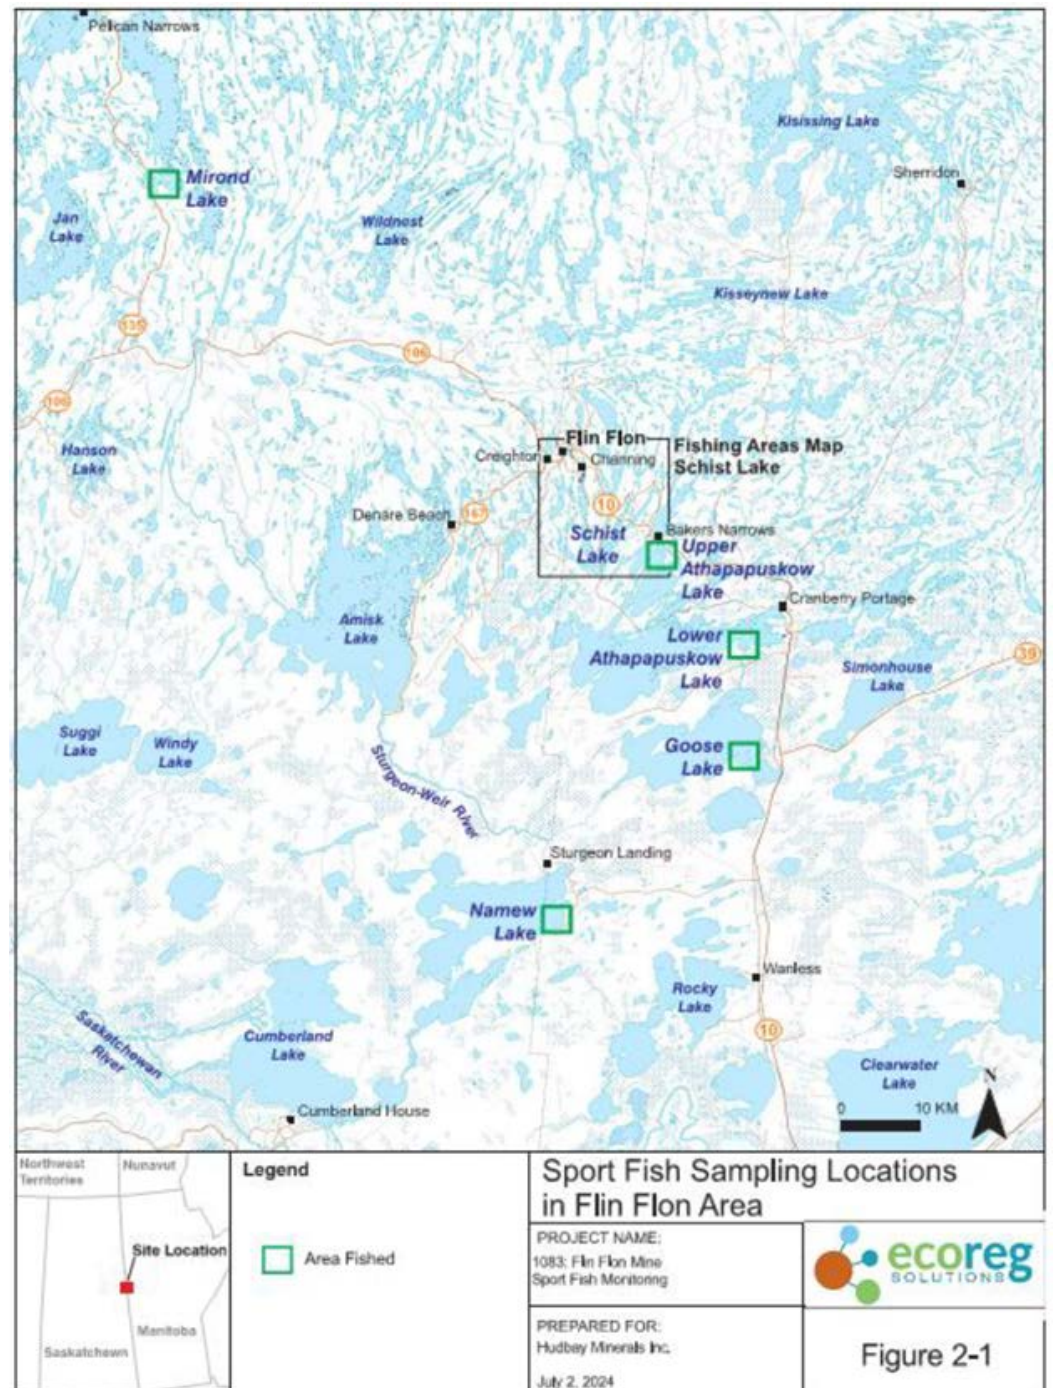 Pelican Narrows
Kisissing Lake
Sherridon
Mirond
Lake
Jan
Lake
Wildnest
Lake
Kisseynew Lake
135
106
106
Hanson
Lake
Flin Flon
Creighton
Channing
Fishing Areas Map
Schist Lake
Denare Beach
167
10
Schist
Lake
Bakers Narrows
Upper
Athapapuskow
Lake
Cranberry Portage
Amisk
Lake
Lower
Athapapuskow
Lake
39
Simonhouse
Lake
Suggi
Lake
Windy
Lake
Goose
Lake
Sturgeon-Weir River
Sturgeon Landing
Namew
Lake
Wanless
Rocky
Lake
Saskatchewan
River
Cumberland
Lake
10
Clearwater
Lake
N
0 10 KM
Cumberland House
Northwest
Territories
Nunavut
Site Location
Manitoba
Saskatchewn
Legend
Area Fished
Sport Fish Sampling Locations
in Flin Flon Area
PROJECT NAME:
1083: Flin Flon Mine
Sport Fish Monitoring
ecoreg
SOLUTIONS
PREPARED FOR:
Hudbay Minerals Inc.
July 2, 2024
Figure 2-1